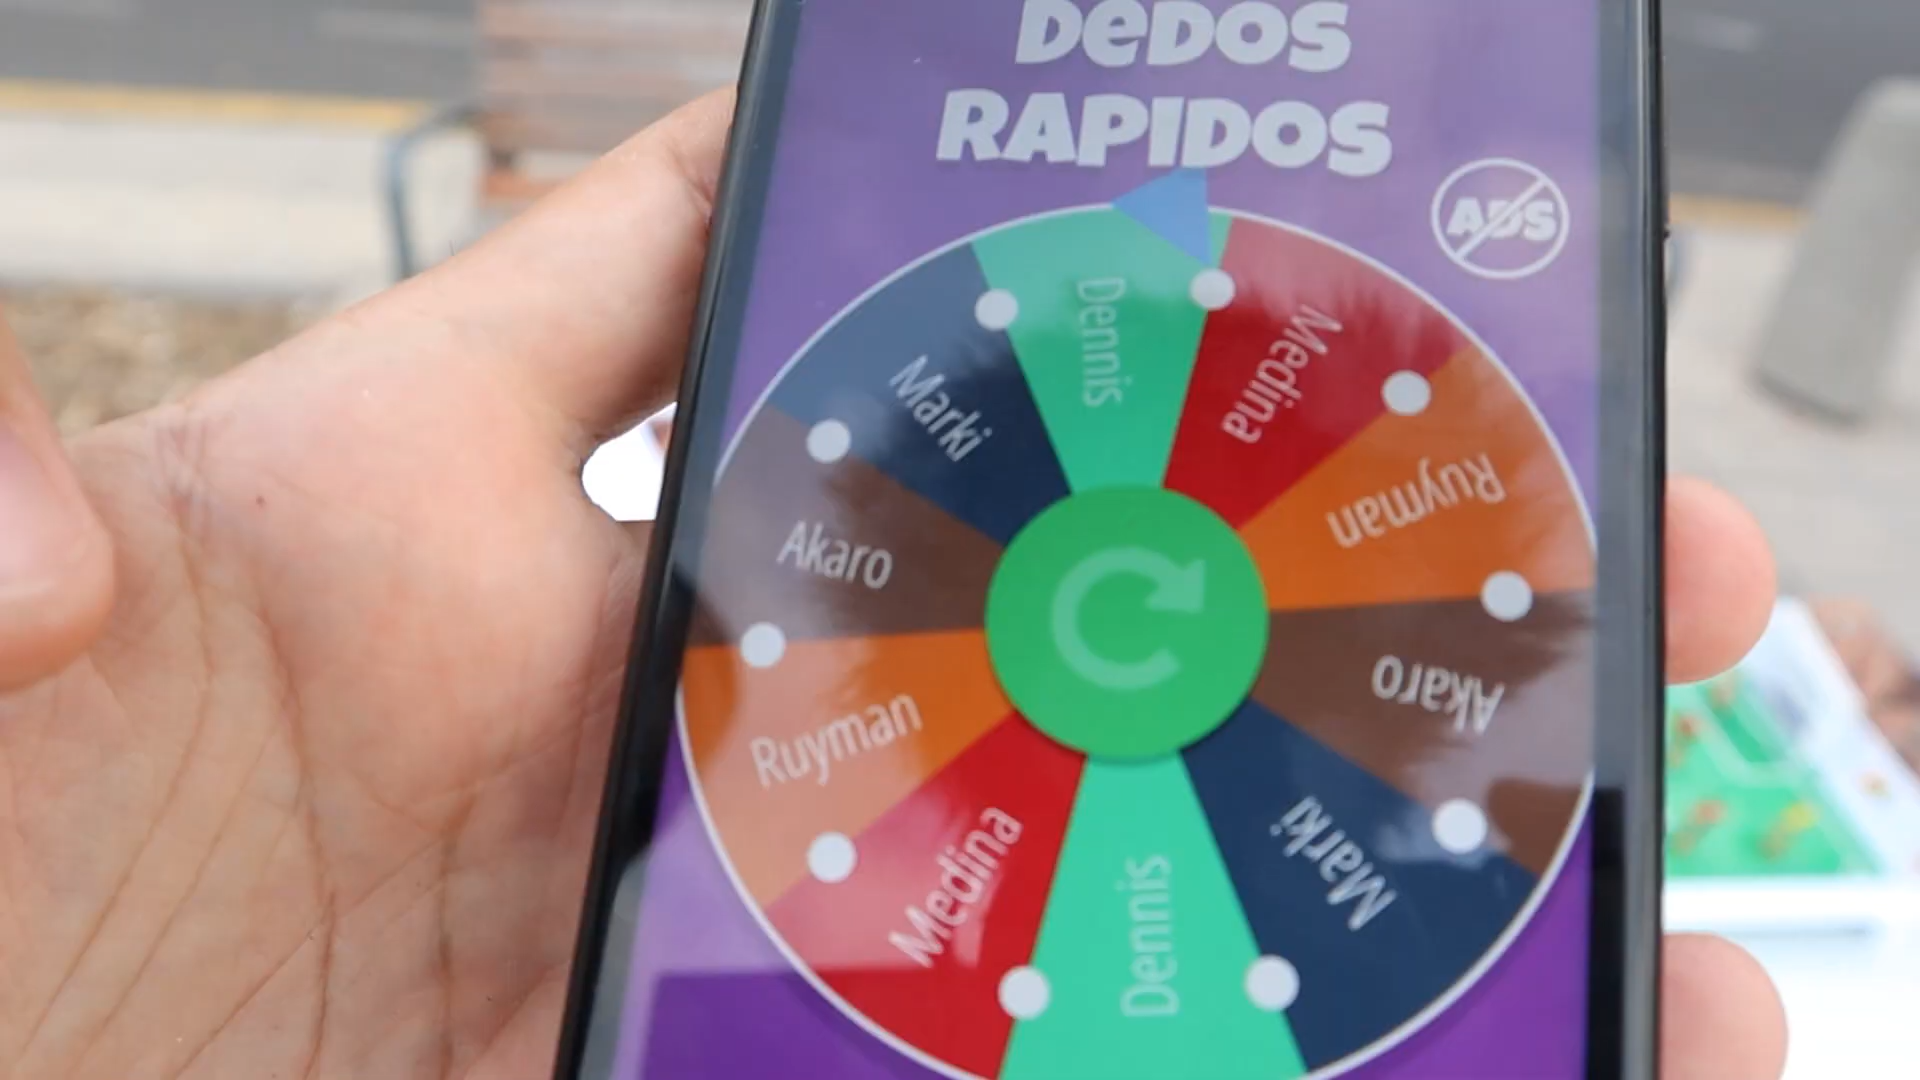 DeDOS
RAPIDOS
ADS
Dennis
Medina
Ruyman
Akaro
Marki
Dennis
Medina
Ruyman
Akaro
Marki